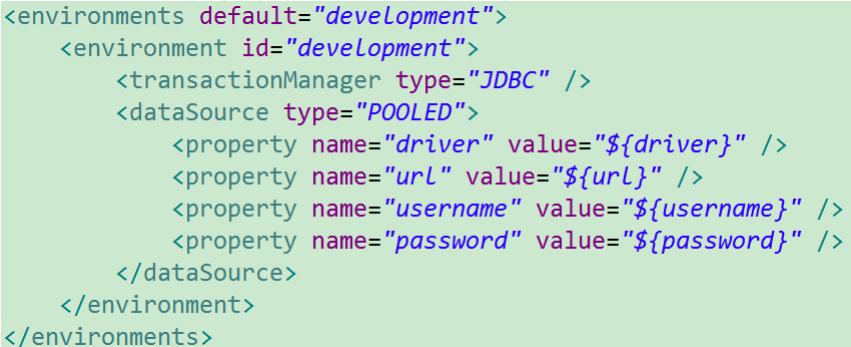 <environments default="development">
<environment id="development">
<transactionManager type="JDBC" />
<dataSource type="POOLED">
<property name="driver" value="${driver}" />
<property name="url" value="${url}" />
<property name="username" value="${username}" />
<property name="password" value="${password}" />
</dataSource>
</environment>
</environments>